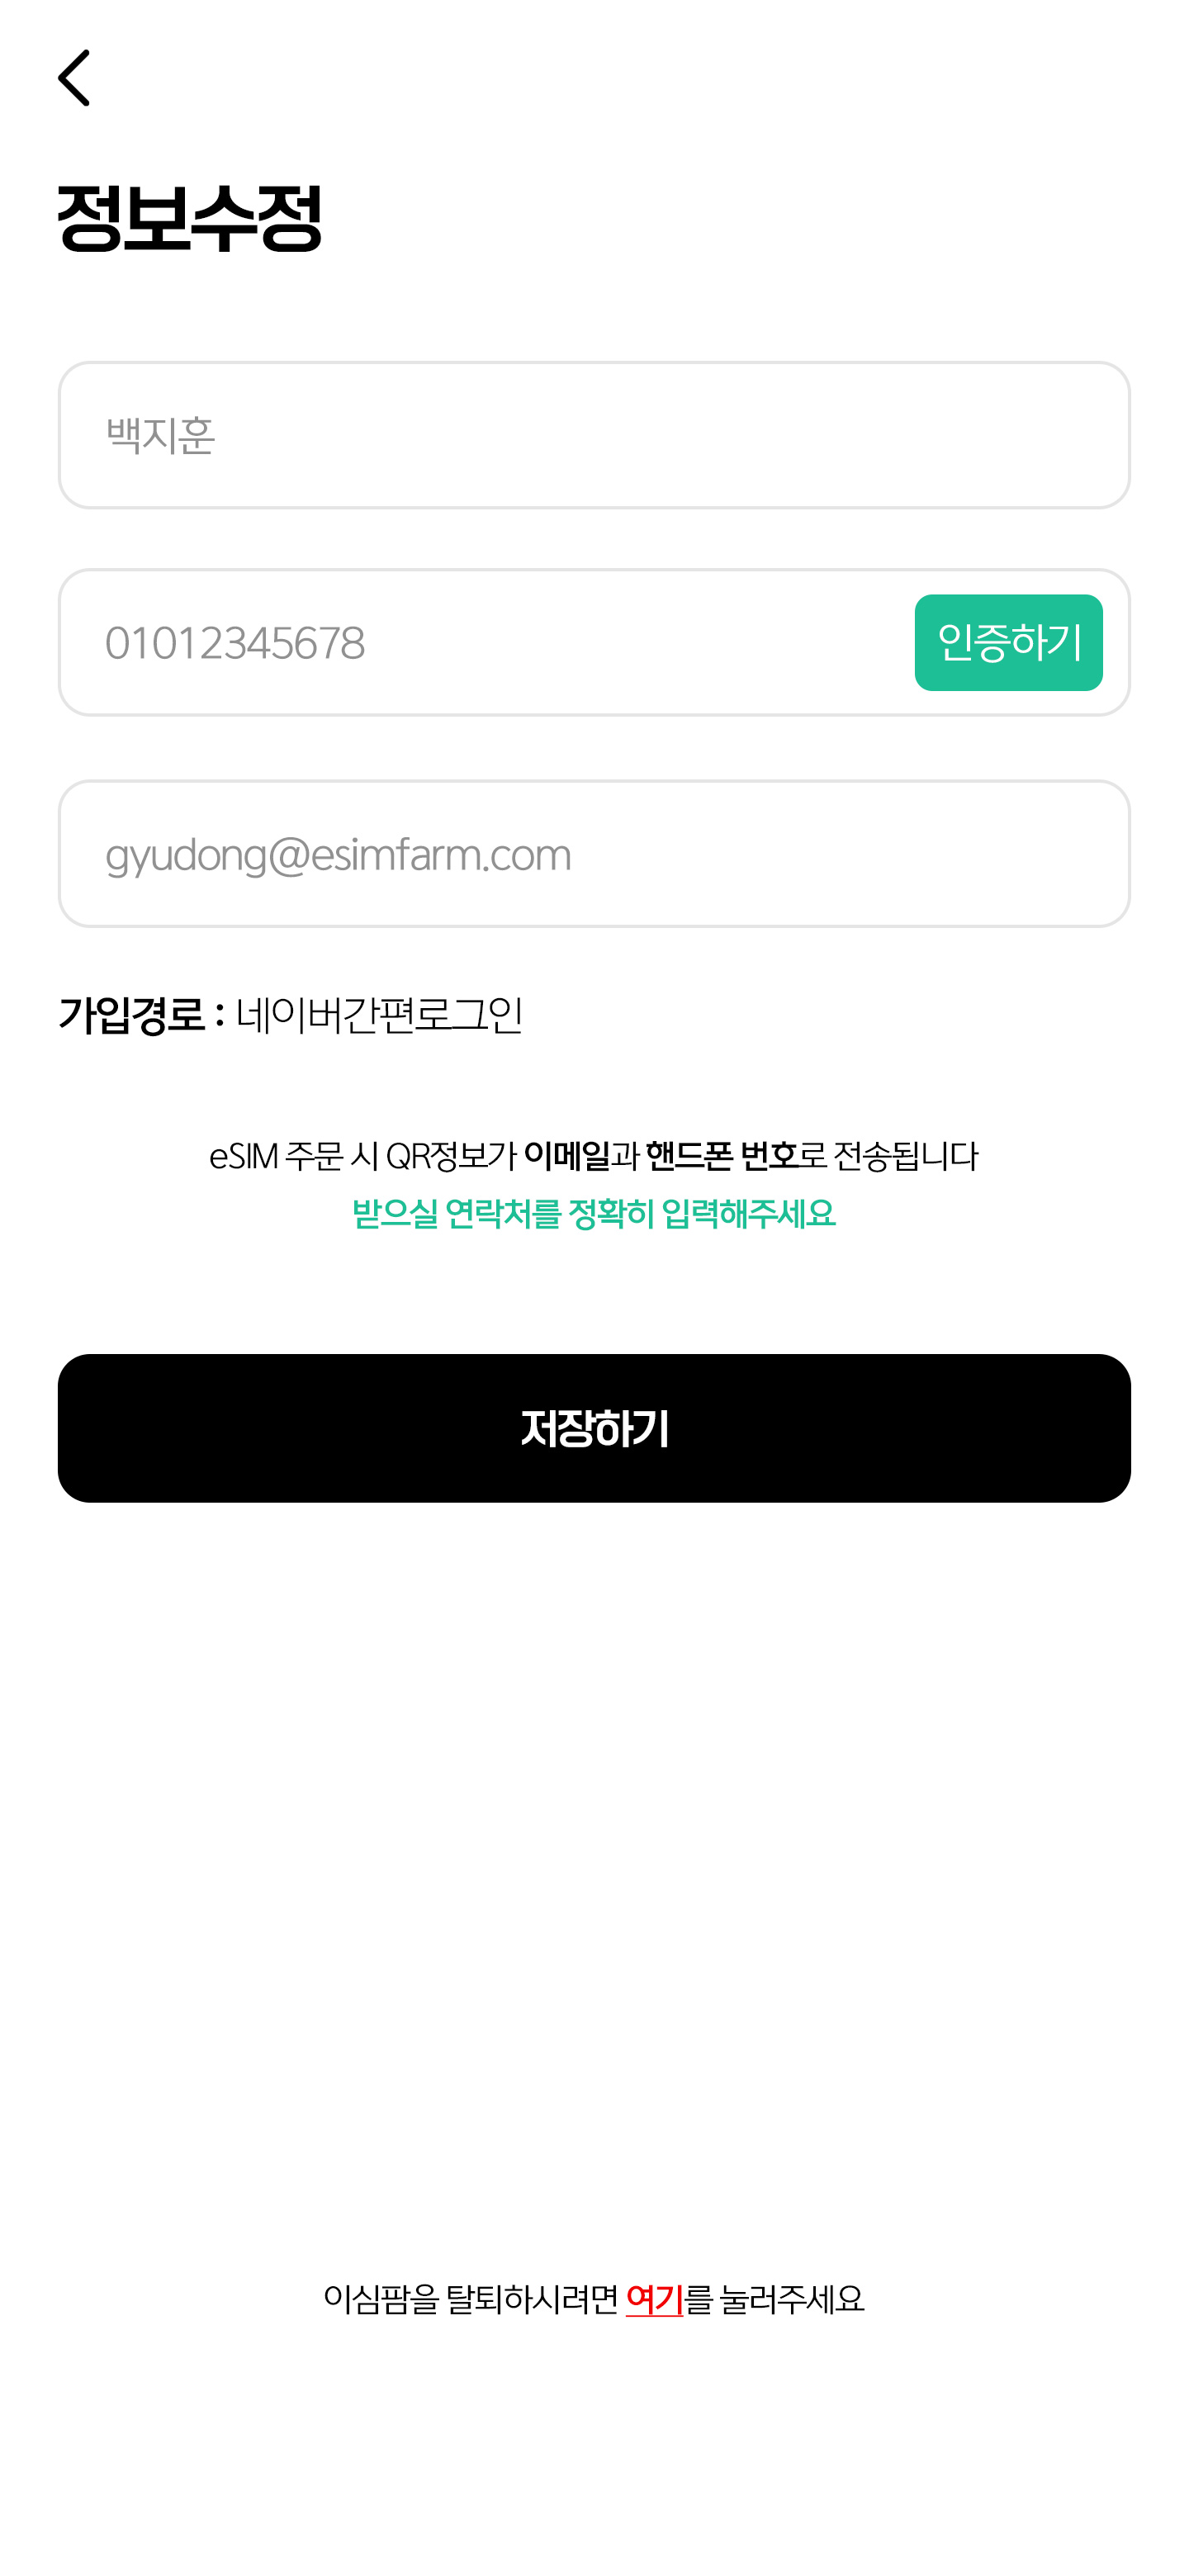 정보수정
백지훈
01012345678
인증하기
gyudong@esimfarm.com
가입경로 : 네이버간편로그인
eSIM 주문 시 QR정보가 이메일과 핸드폰 번호로 전송됩니다
받으실 연락처를 정확히 입력해주세요
저장하기
이심팜을 탈퇴하시려면 여기를 눌러주세요